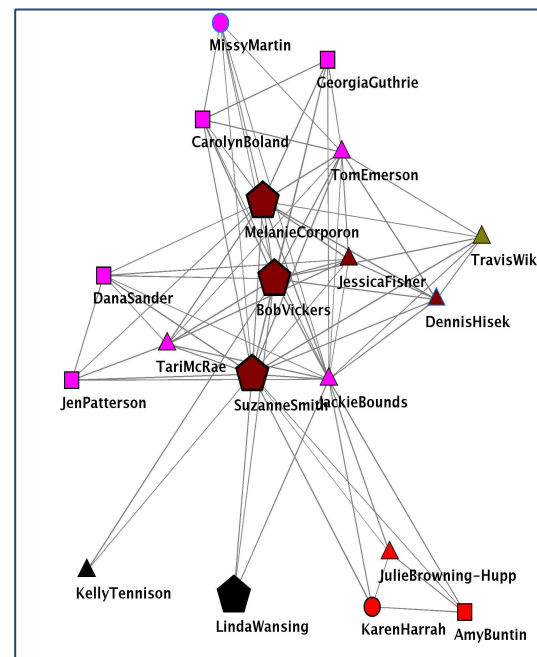 MissyMartin
GeorgiaGuthrie
CarolynBoland
TomEmerson
MelanieCorporon
TravisWik
JessicaFisher
DanaSander
BobVickers
DennisHisek
TariMcRae
JenPatterson
SuzanneSmith
JackieBounds
JulieBrowning-Hupp
KellyTennison
LindaWansing
KarenHarrah
AmyBuntin